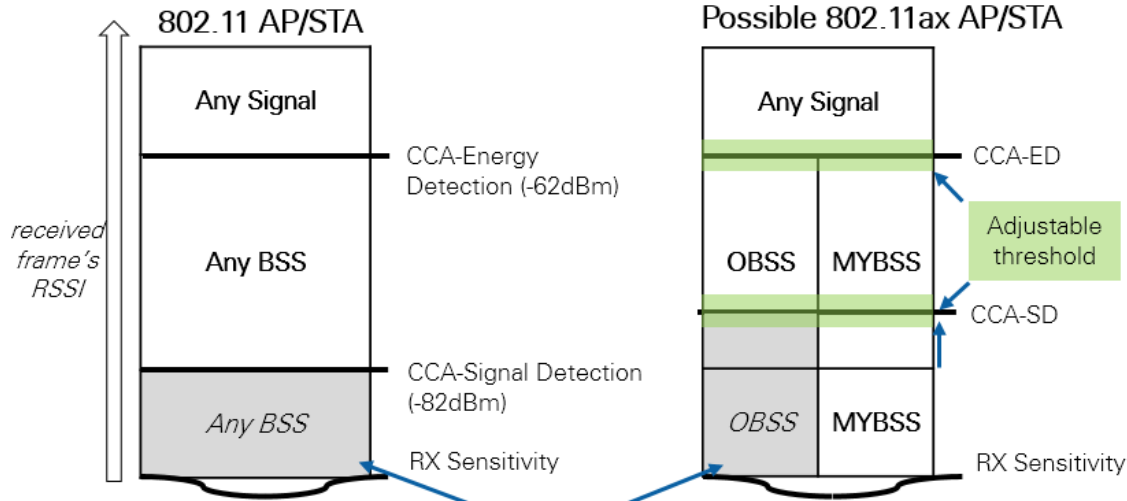 802.11 AP/STA
Possible 802.11ax AP/STA
received
frame's
RSSI
Any Signal
CCA-Energy
Detection (-62dBm)
Any BSS
CCA-Signal Detection
(-82dBm)
Any BSS
RX Sensitivity
Any Signal
CCA-ED
Adjustable
threshold
OBSS
MYBSS
CCA-SD
OBSS
MYBSS
RX Sensitivity